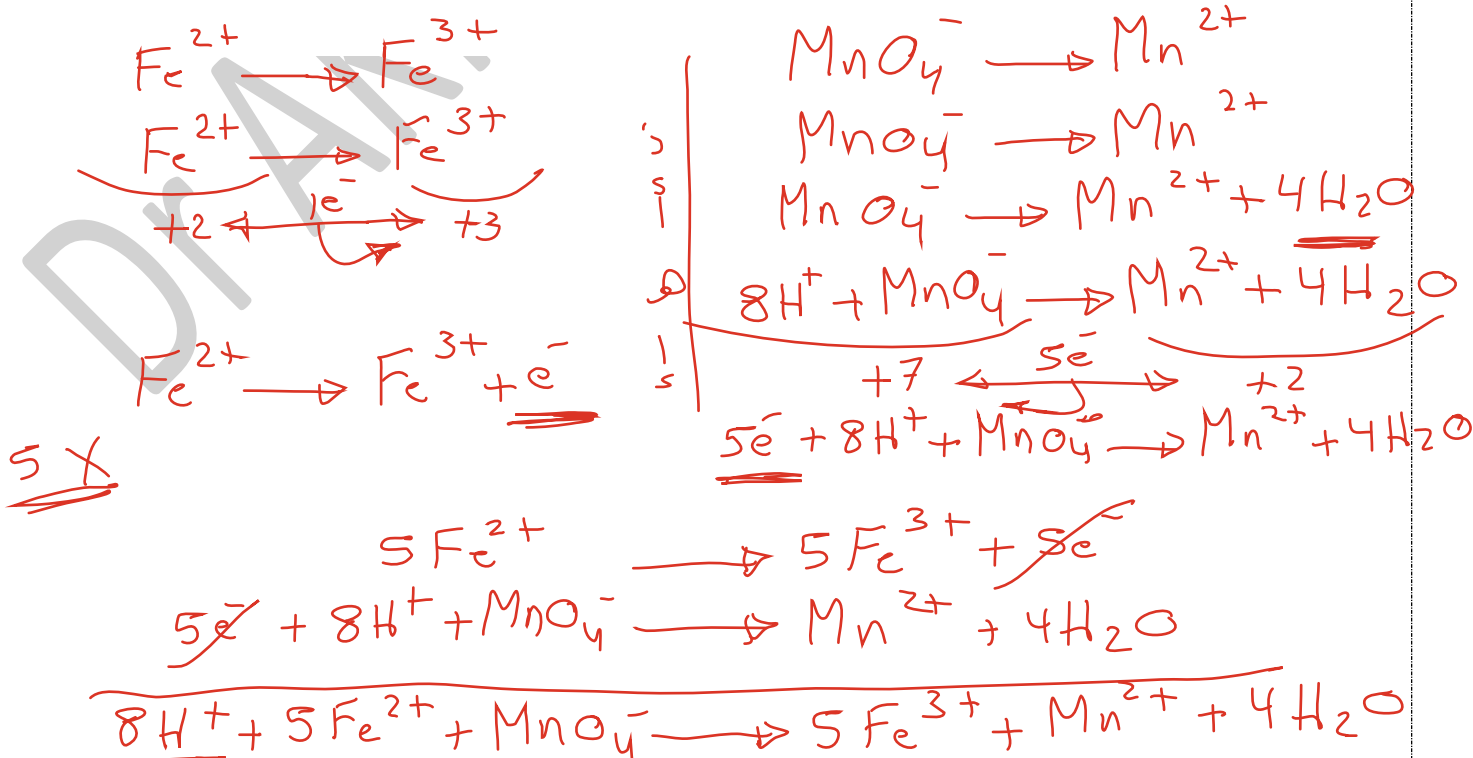 Fe²⁺ → Fe³⁺
Fe²⁺ → Fe³⁺
+2 1e⁻ +3
Fe²⁺ → Fe³⁺ + e⁻
5 X
MnO₄⁻ → Mn²⁺
MnO₄⁻ → Mn²⁺
MnO₄⁻ → Mn²⁺ + 4H₂O
8H⁺ + MnO₄⁻ → Mn²⁺ + 4H₂O
+7 5e⁻ +2
5e⁻ + 8H⁺ + MnO₄⁻ → Mn²⁺ + 4H₂O
5Fe²⁺ → 5Fe³⁺ + 5e⁻
5e⁻ + 8H⁺ + MnO₄⁻ → Mn²⁺ + 4H₂O
8H⁺ + 5Fe²⁺ + MnO₄⁻ → 5Fe³⁺ + Mn²⁺ + 4H₂O
Dr